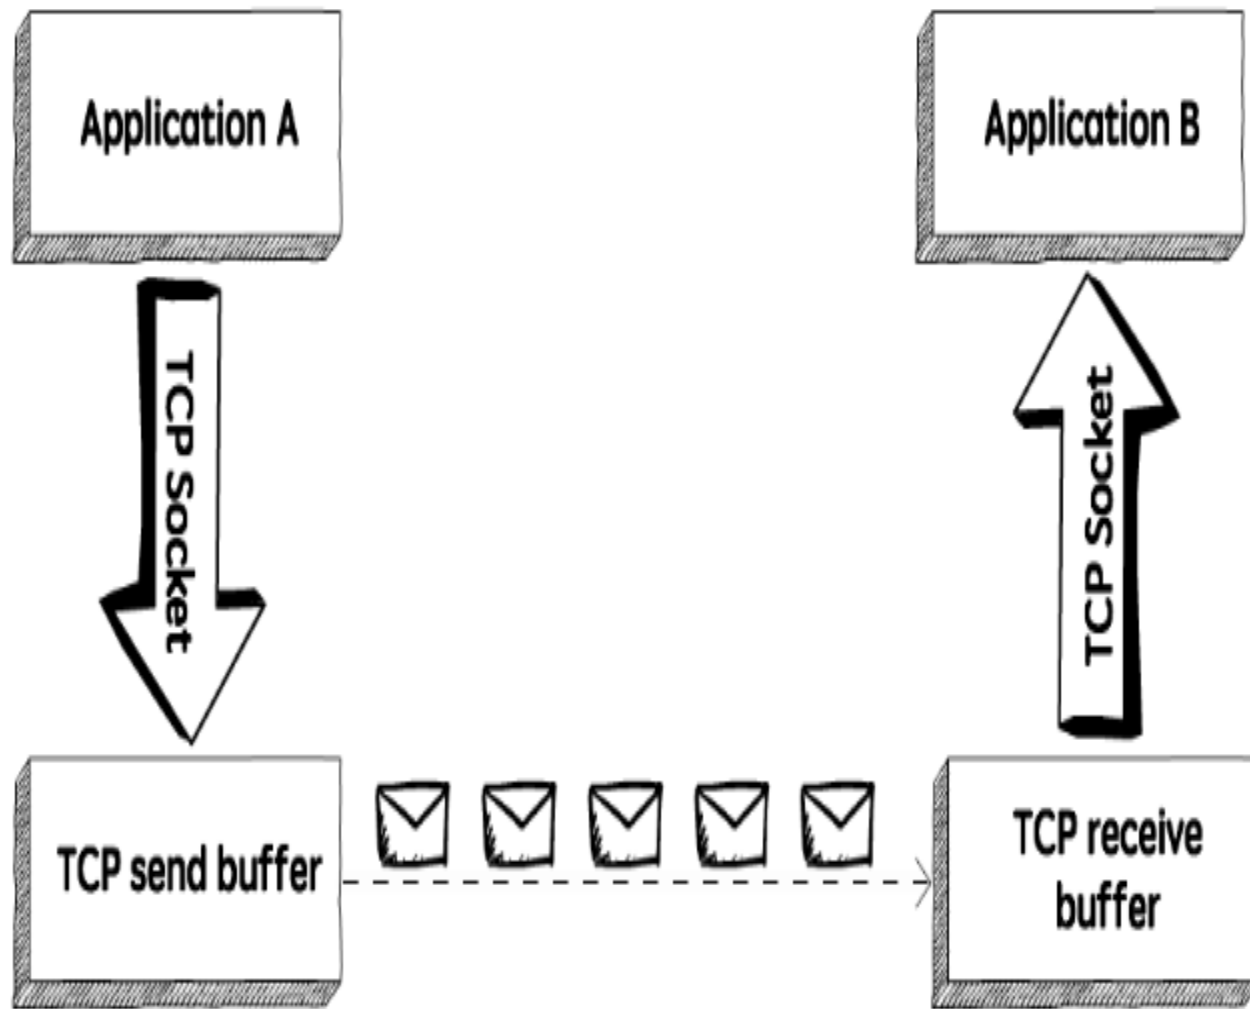 Application A
Application B
TCP Socket
TCP Socket
TCP send buffer
TCP receive
buffer